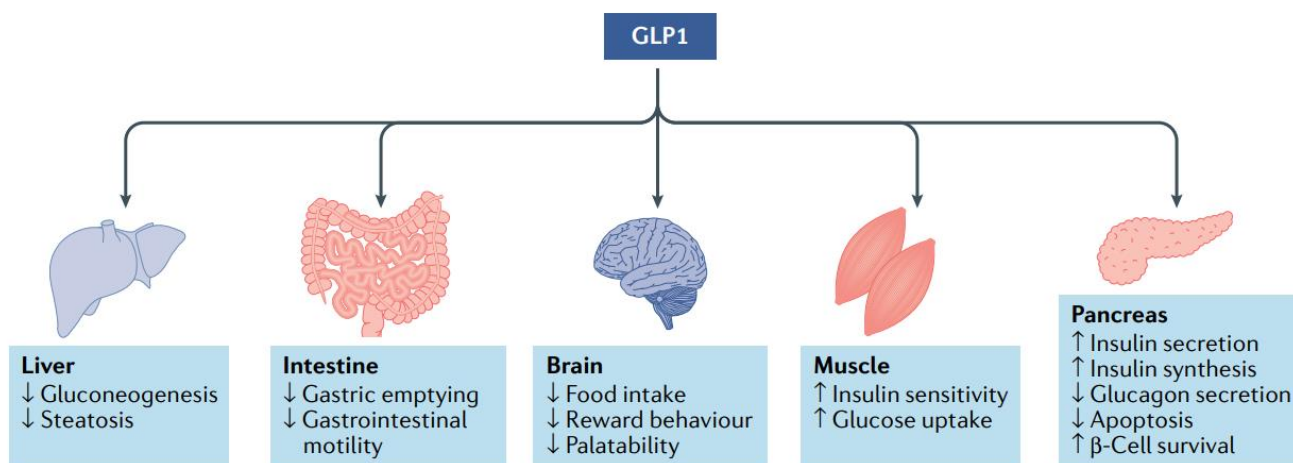 GLP1
Liver
↓ Gluconeogenesis
↓ Steatosis
Intestine
↓ Gastric emptying
↓ Gastrointestinal
motility
Brain
↓ Food intake
↓ Reward behaviour
↓ Palatability
Muscle
↑ Insulin sensitivity
↑ Glucose uptake
Pancreas
↑ Insulin secretion
↑ Insulin synthesis
↓ Glucagon secretion
↓ Apoptosis
↑ β-Cell survival